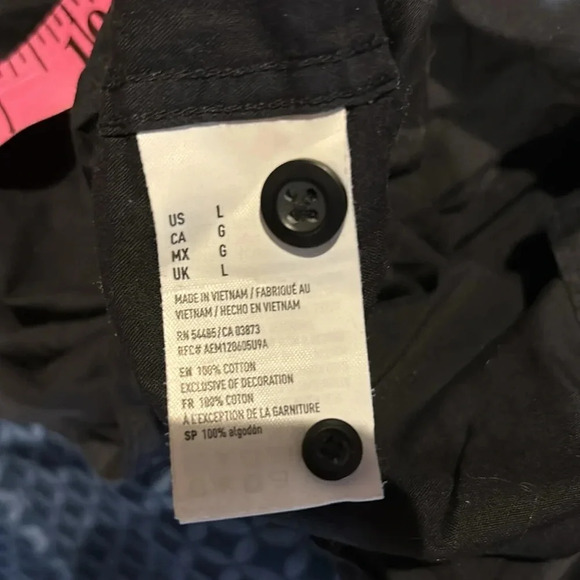 10
US L
CA G
MX G
UK L
MADE IN VIETNAM / FABRIQUÉ AU
VIETNAM / HECHO EN VIETNAM
RN 54485/CA 03873
RFC# AEM120605U9A
EN 100% COTTON
EXCLUSIVE OF DECORATION
FR 100% COTON
À L'EXCEPTION DE LA GARNITURE
SP 100% algodón